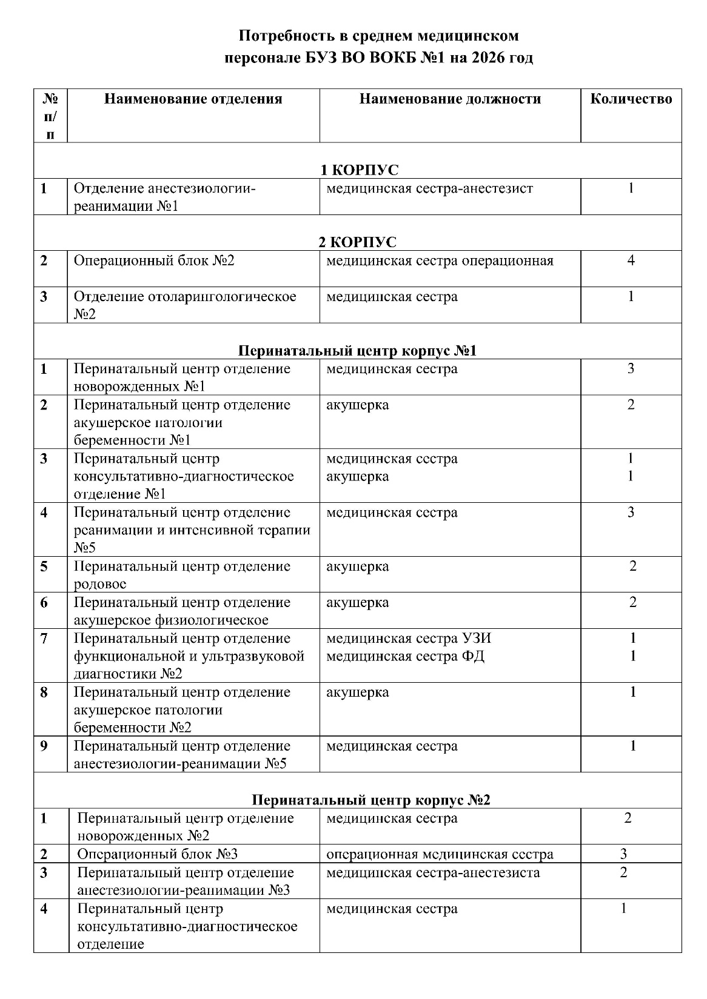 Потребность в среднем медицинском
персонале БУЗ ВО ВОКБ №1 на 2026 год
№ Наименование отделения Наименование должности Количество
п/
п
1 КОРПУС
1 Отделение анестезиологии- медицинская сестра-анестезист 1
реанимации №1
2 КОРПУС
2 Операционный блок №2 медицинская сестра операционная 4
3 Отделение отоларингологическое медицинская сестра 1
№2
Перинатальный центр корпус №1
1 Перинатальный центр отделение медицинская сестра 3
новорожденных №1
2 Перинатальный центр отделение акушерка 2
акушерское патологии
беременности №1
3 Перинатальный центр медицинская сестра 1
консультативно-диагностическое акушерка 1
отделение №1
4 Перинатальный центр отделение медицинская сестра 3
реанимации и интенсивной терапии
№5
5 Перинатальный центр отделение акушерка 2
родовое
6 Перинатальный центр отделение акушерка 2
акушерское физиологическое
7 Перинатальный центр отделение медицинская сестра УЗИ 1
функциональной и ультразвуковой медицинская сестра ФД 1
диагностики №2
8 Перинатальный центр отделение акушерка 1
акушерское патологии
беременности №2
9 Перинатальный центр отделение медицинская сестра 1
анестезиологии-реанимации №5
Перинатальный центр корпус №2
1 Перинатальный центр отделение медицинская сестра 2
новорожденных №2
2 Операционный блок №3 операционная медицинская сестра 3
3 Перинатальный центр отделение медицинская сестра-анестезиста 2
анестезиологии-реанимации №3
4 Перинатальный центр медицинская сестра 1
консультативно-диагностическое
отделение